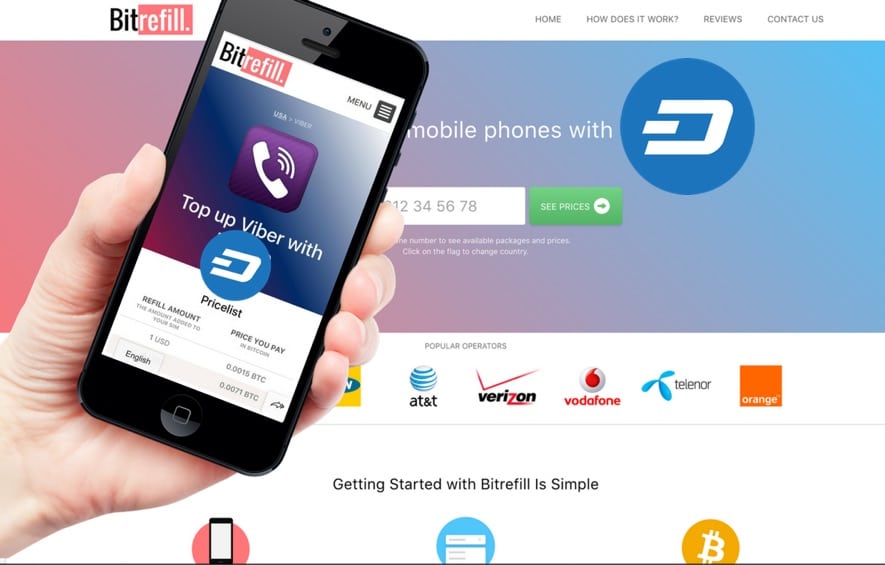 Bitrefill.
HOME
HOW DOES IT WORK?
REVIEWS
CONTACT US
mobile phones with
612 34 56 78
SEE PRICES
number to see available packages and prices.
Click on the flag to change country.
POPULAR OPERATORS
at&t
verizon
vodafone
telenor
orange™
Getting Started with Bitrefill Is Simple
Bitrefill.
MENU
USA > VIBER
Top up Viber with
Pricelist
REFILL AMOUNT
THE AMOUNT ADDED TO
YOUR SIM
PRICE YOU PAY
IN BITCOIN
1 USD
0.0015 BTC
English
0.0071 BTC